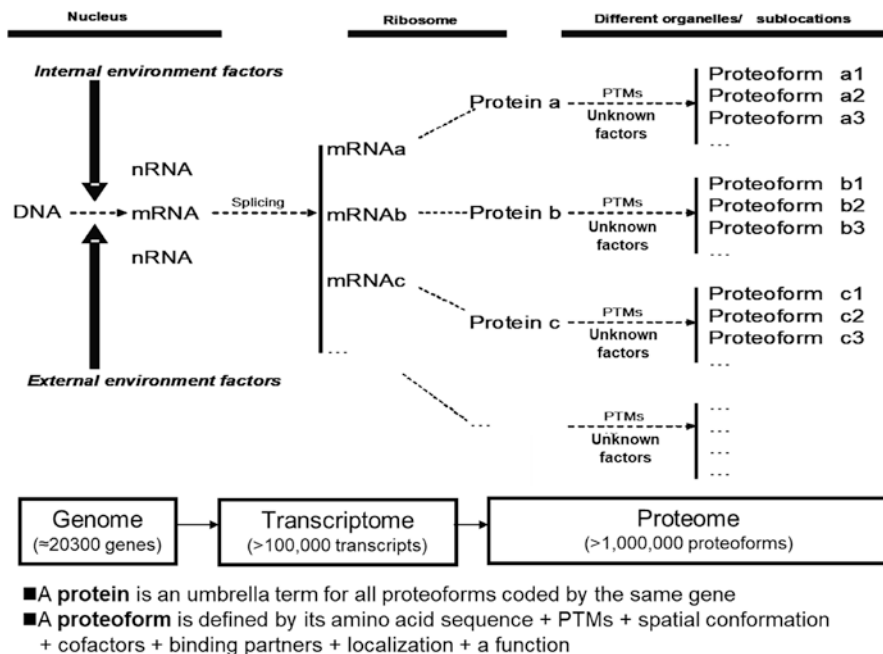 Nucleus
Ribosome
Different organelles/ sublocations
Internal environment factors
nRNA
DNA
mRNA
nRNA
External environment factors
Splicing
mRNAa
mRNAb
mRNAc
...
Protein a
Protein b
Protein c
...
PTMs
Unknown
factors
PTMs
Unknown
factors
PTMs
Unknown
factors
PTMs
Unknown
factors
Proteoform a1
Proteoform a2
Proteoform a3
...
Proteoform b1
Proteoform b2
Proteoform b3
...
Proteoform c1
Proteoform c2
Proteoform c3
...
...
...
...
...
Genome
(≈20300 genes)
Transcriptome
(>100,000 transcripts)
Proteome
(>1,000,000 proteoforms)
■A protein is an umbrella term for all proteoforms coded by the same gene
■A proteoform is defined by its amino acid sequence + PTMs + spatial conformation
+ cofactors + binding partners + localization + a function